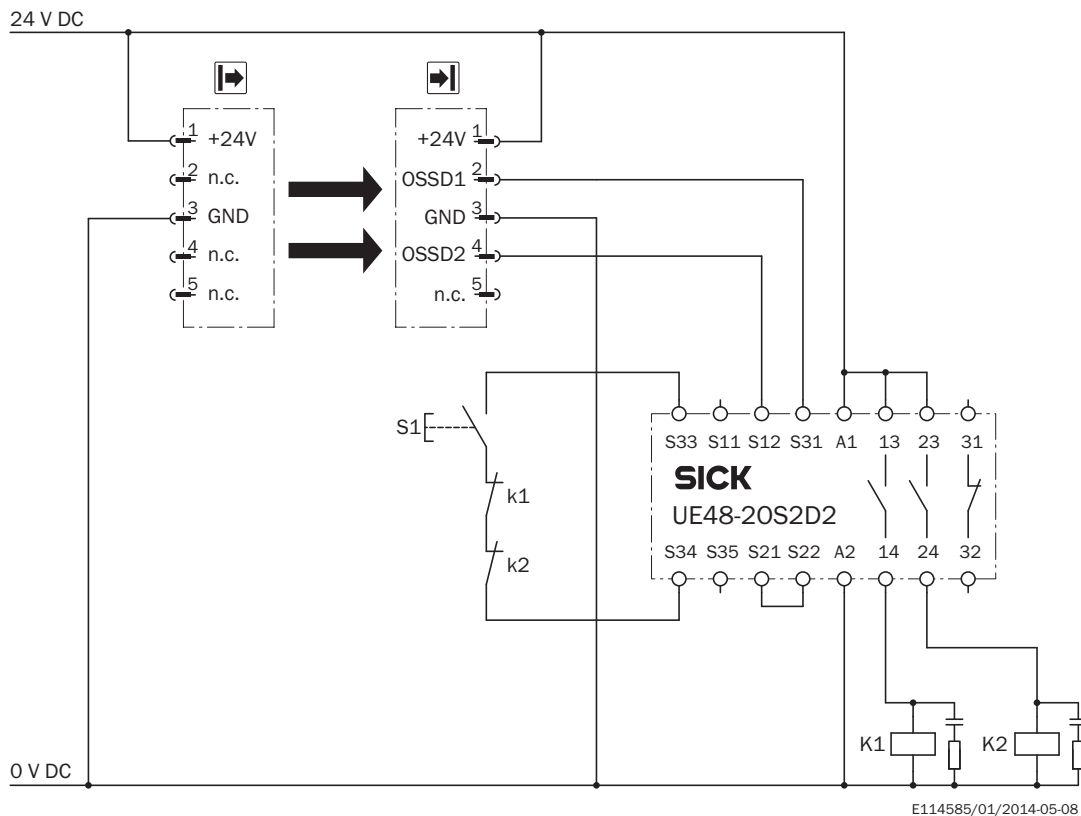 24 V DC
1 +24V
2 n.c.
3 GND
4 n.c.
5 n.c.
+24V 1
OSSD1 2
GND 3
OSSD2 4
n.c. 5
S1
k1
k2
S33 S11 S12 S31 A1 13 23 31
SICK
UE48-20S2D2
S34 S35 S21 S22 A2 14 24 32
K1
K2
0 V DC
E114585/01/2014-05-08